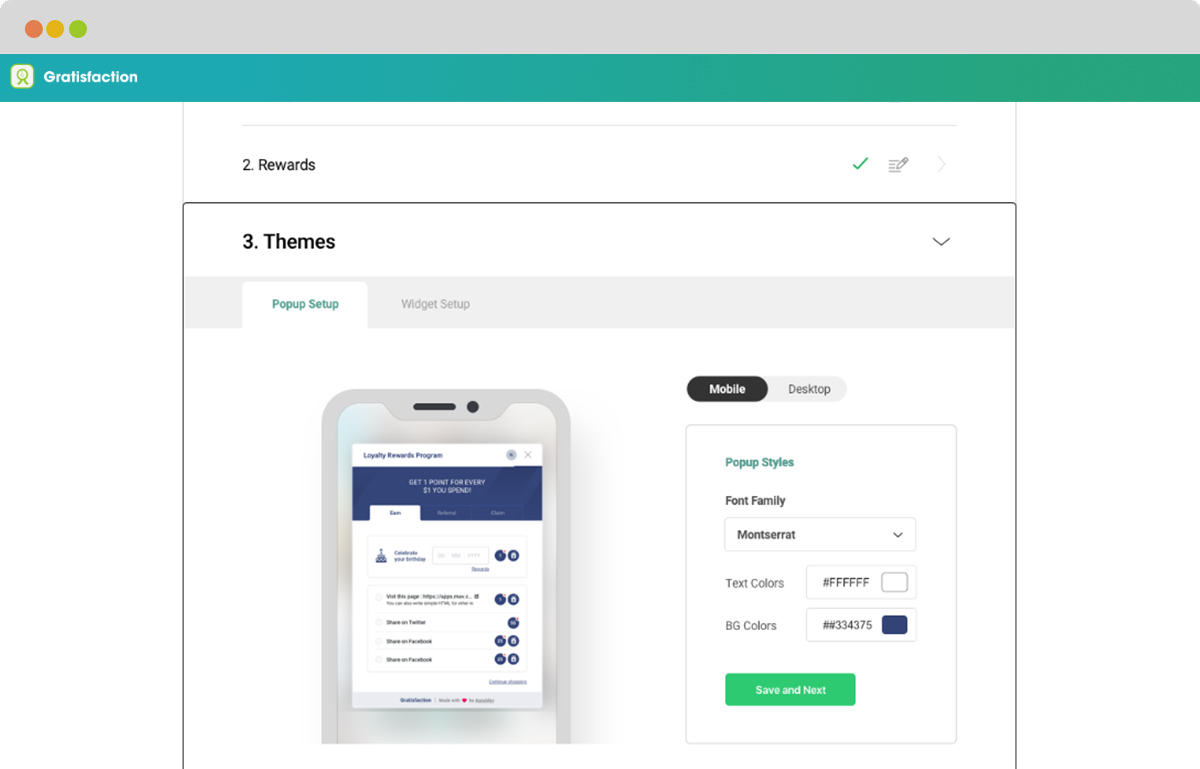 Gratisfaction
2. Rewards
3. Themes
Popup Setup
Widget Setup
Mobile
Desktop
Loyalty Rewards Program
GET 1 POINT FOR EVERY
$1 YOU SPEND!
Earn
Referral
Claim
Celebrate
your birthday
DD MM YYYY
Rewards
Visit this page : https://apps.mav.c...
You can also write simple HTML for other in
Share on Twitter
Share on Facebook
Share on Facebook
Continue shopping
Gratisfaction | Made with by
Popup Styles
Font Family
Montserrat
Text Colors
#FFFFFF
BG Colors
##334375
Save and Next